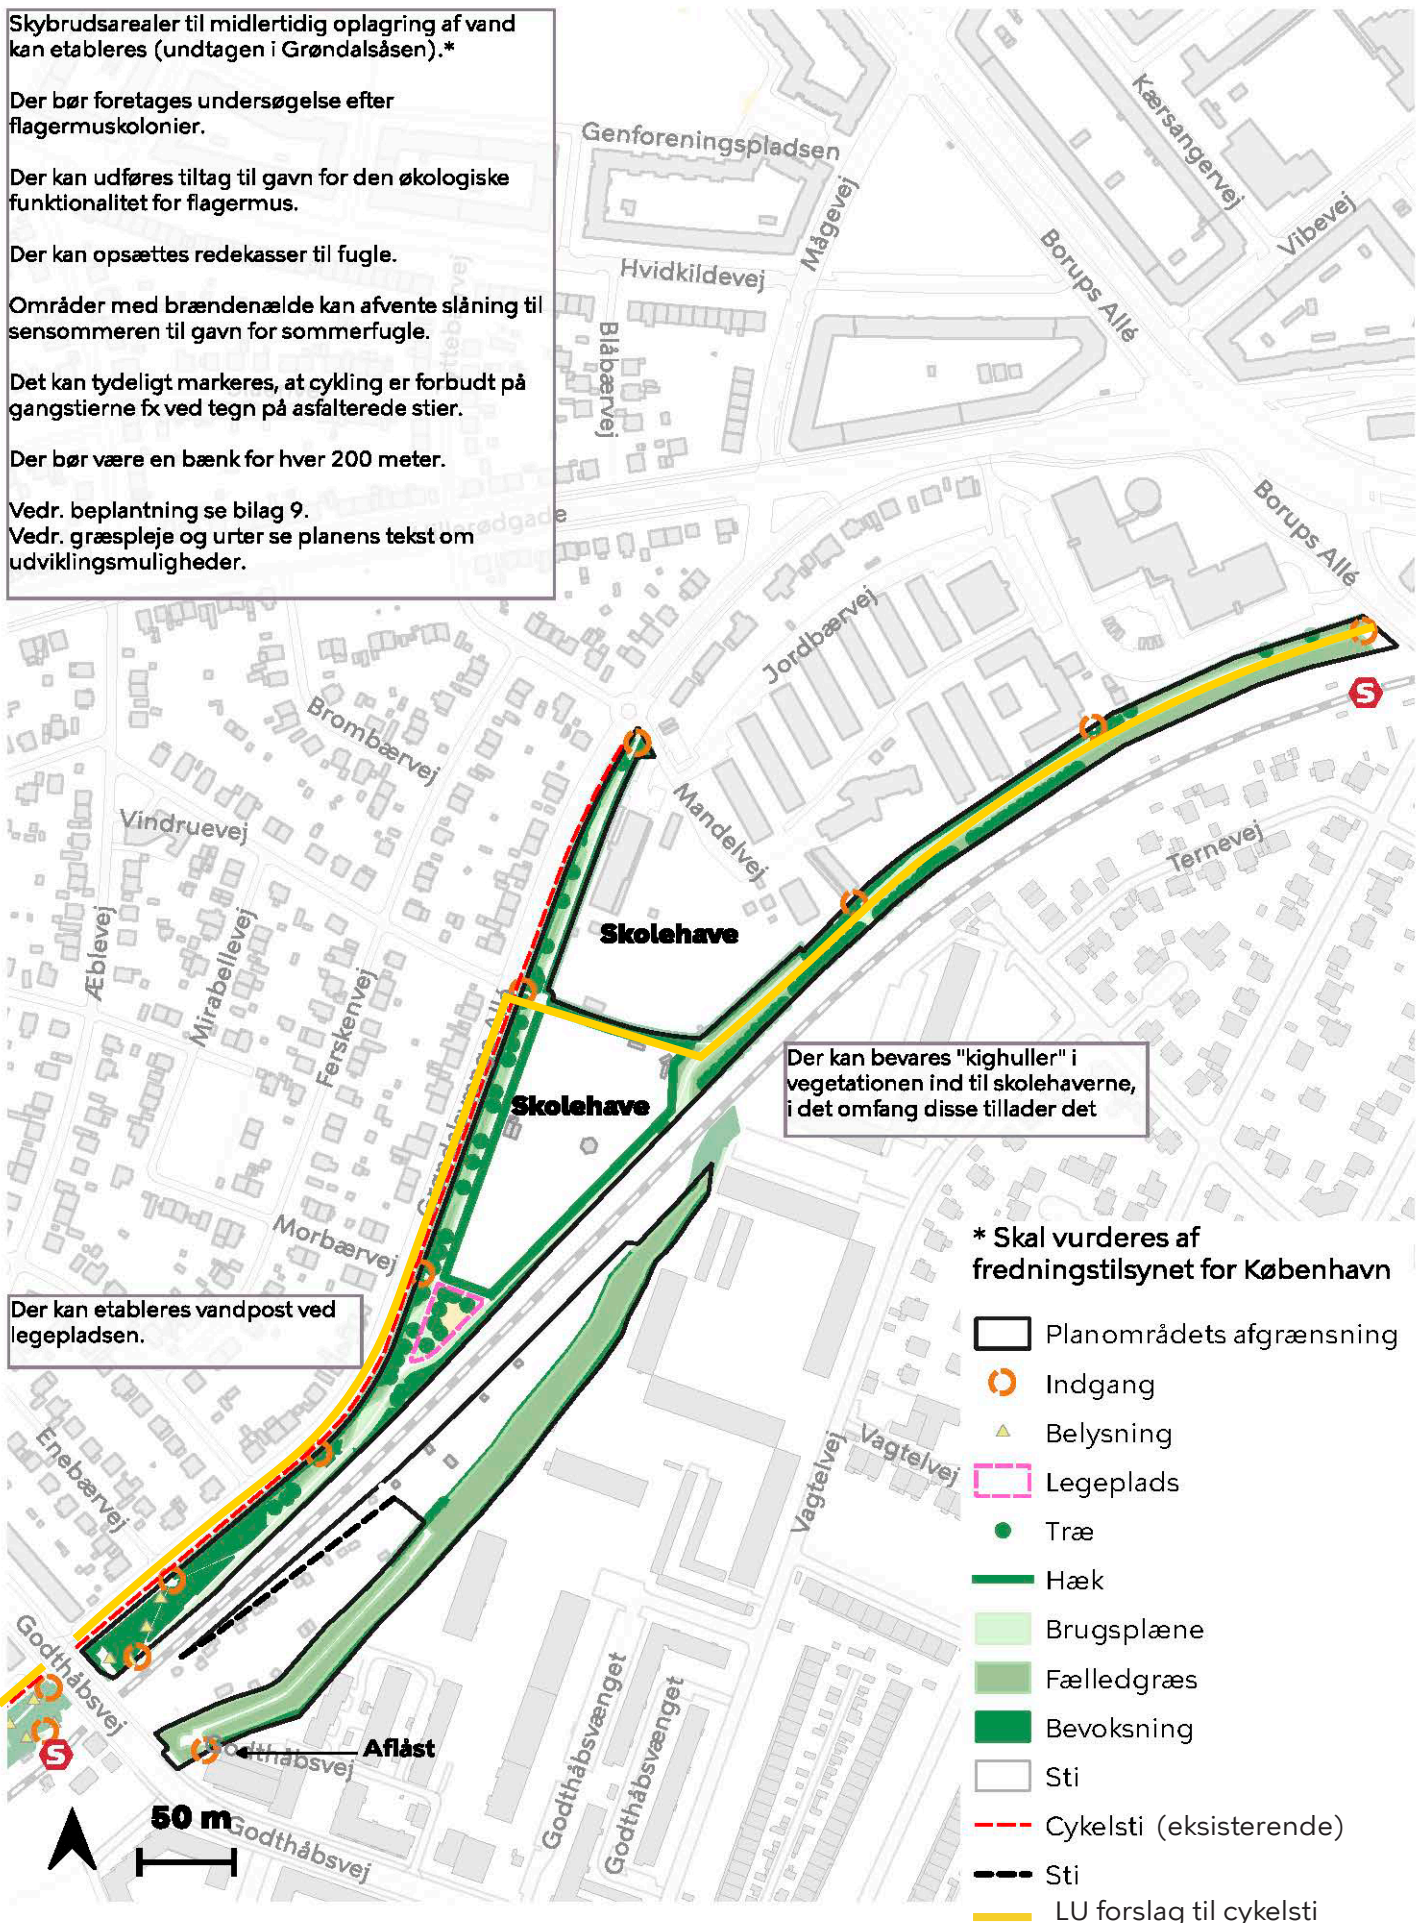 Skybrudsarealer til midlertidig oplagring af vand
kan etableres (undtagen i Grøndalsåsen).*
Der bør foretages undersøgelse efter
flagermuskolonier.
Der kan udføres tiltag til gavn for den økologiske
funktionalitet for flagermus.
Der kan opsættes redekasser til fugle.
Områder med brændenælde kan afvente slåning til
sensommeren til gavn for sommerfugle.
Det kan tydeligt markeres, at cykling er forbudt på
gangstierne fx ved tegn på asfalterede stier.
Der bør være en bænk for hver 200 meter.
Vedr. beplantning se bilag 9.
Vedr. græspleje og urter se planens tekst om
udviklingsmuligheder.
Genforeningspladsen
Mågevej
Kærsangervej
Vibevej
Borups Allé
Hvidkildevej
Blåbærvej
Borups Allé
Jordbærvej
S
Brombærvej
Mandelvej
Vindruevej
Ternevej
Æblevej
Mirabellevej
Ferskenvej
Skolehave
Skolehave
Der kan bevares "kighuller" i
vegetationen ind til skolehaverne,
i det omfang disse tillader det
Morbærvej
Der kan etableres vandpost ved
legepladsen.
Enebærvej
Vagtelvej
Vagtelvej
Godthåbsvej
S
Godthåbsvej
Aflåst
Godthåbsvænget
Godthåbsvænget
50 m
Godthåbsvej
* Skal vurderes af
fredningstilsynet for København
Planområdets afgrænsning
Indgang
Belysning
Legeplads
Træ
Hæk
Brugsplæne
Fælledgræs
Bevoksning
Sti
Cykelsti (eksisterende)
Sti
LU forslag til cykelsti